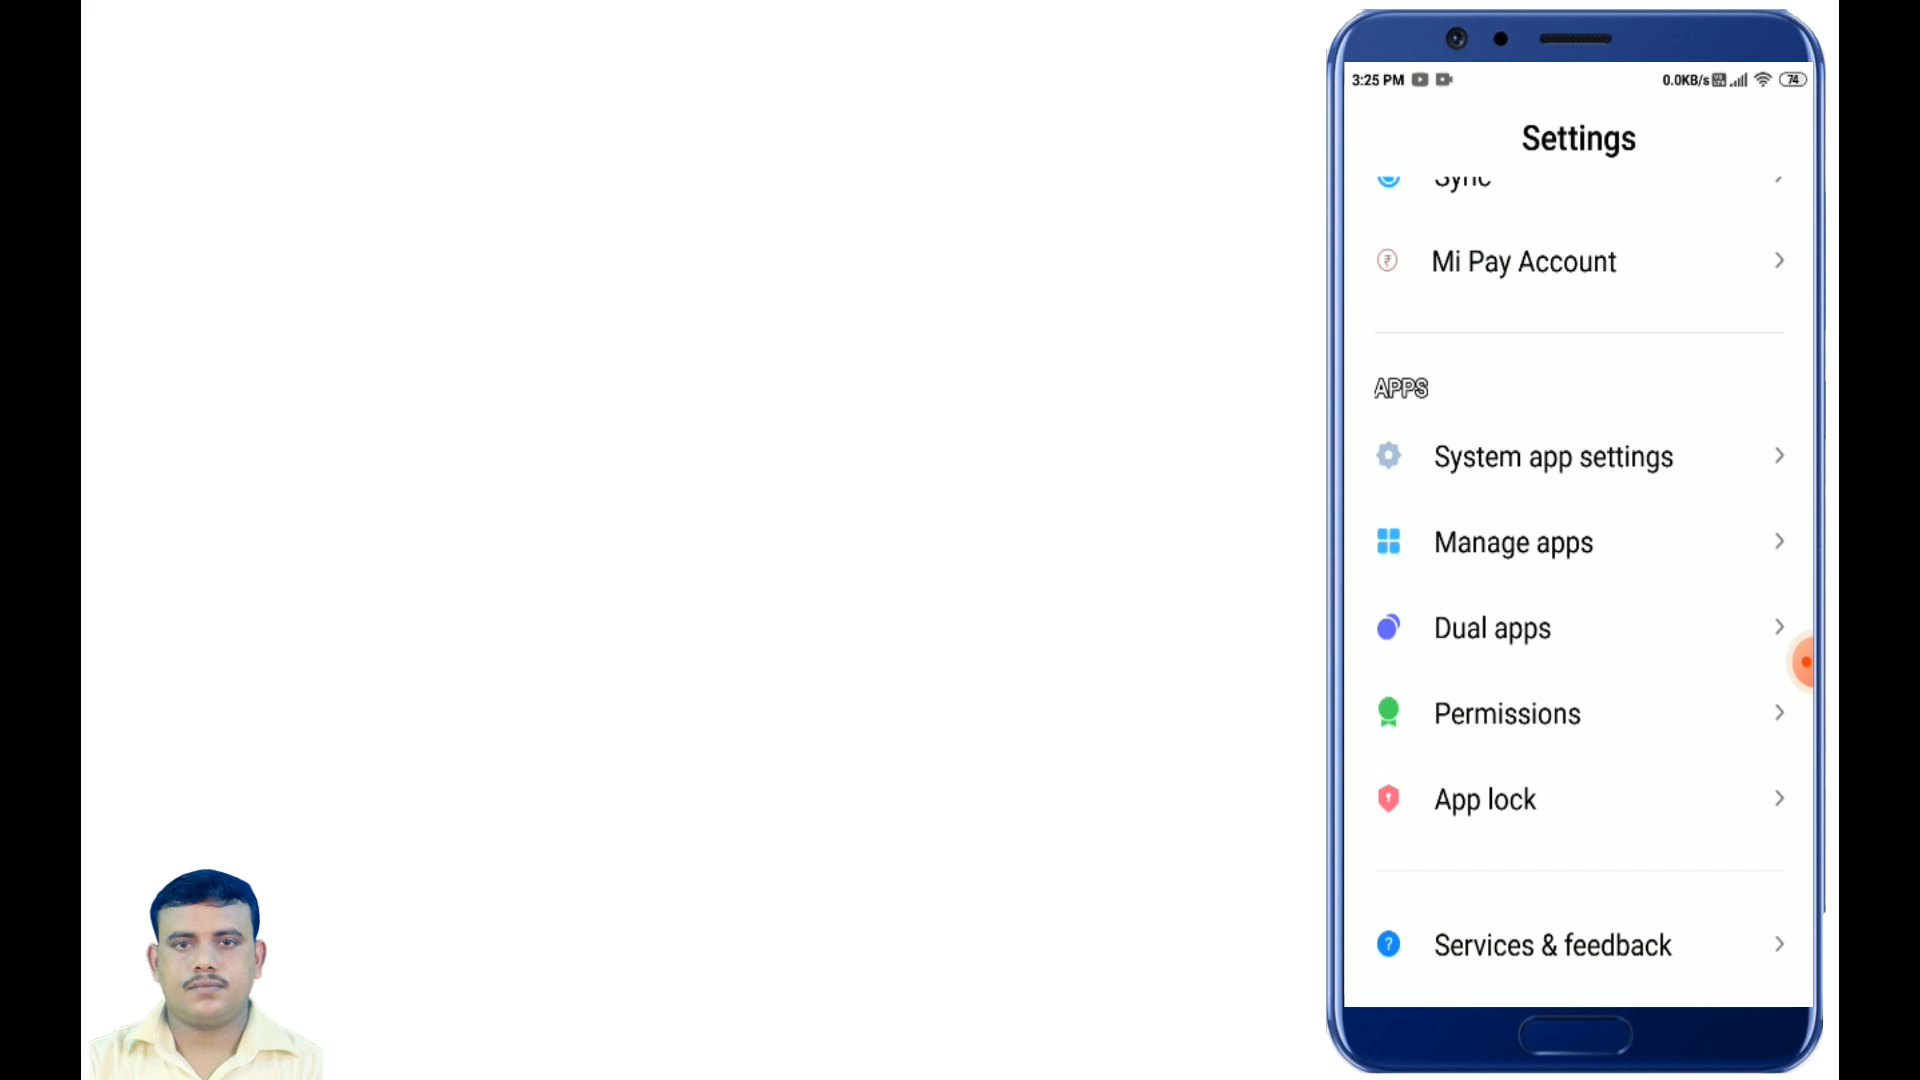 3:25 PM
0.0KB/s
74
Settings
Sync
Mi Pay Account
APPS
System app settings
Manage apps
Dual apps
Permissions
App lock
Services & feedback